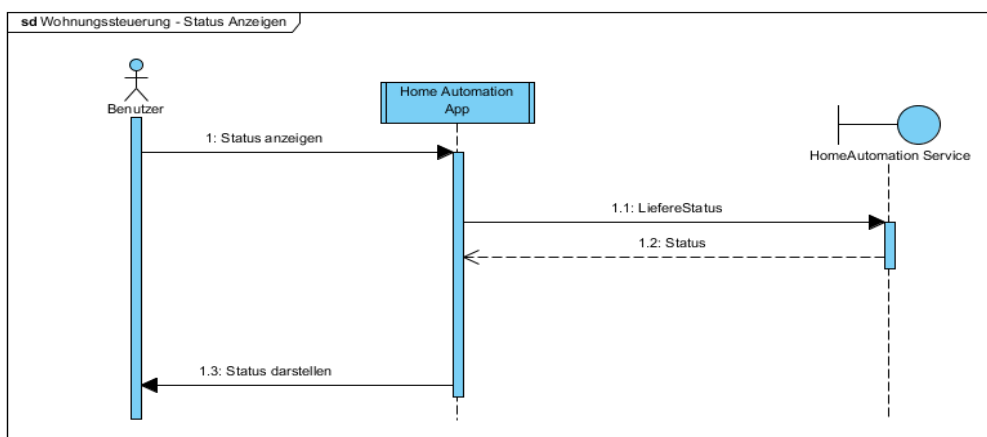 sd Wohnungssteuerung - Status Anzeigen
Benutzer
Home Automation
App
HomeAutomation Service
1: Status anzeigen
1.1: LiefereStatus
1.2: Status
1.3: Status darstellen